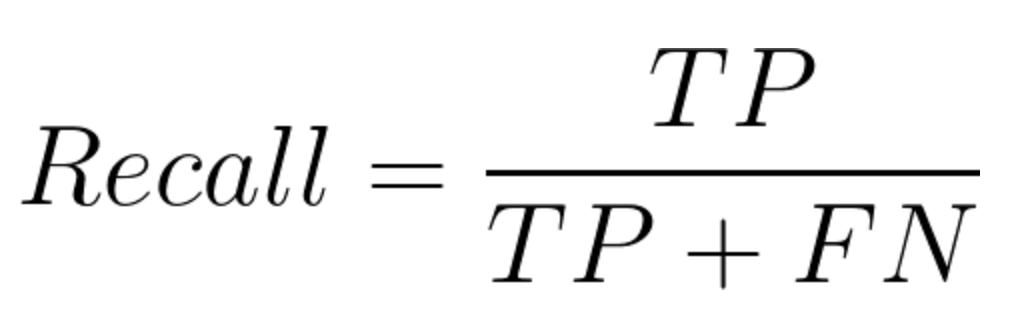 Recall = TP / TP + FN